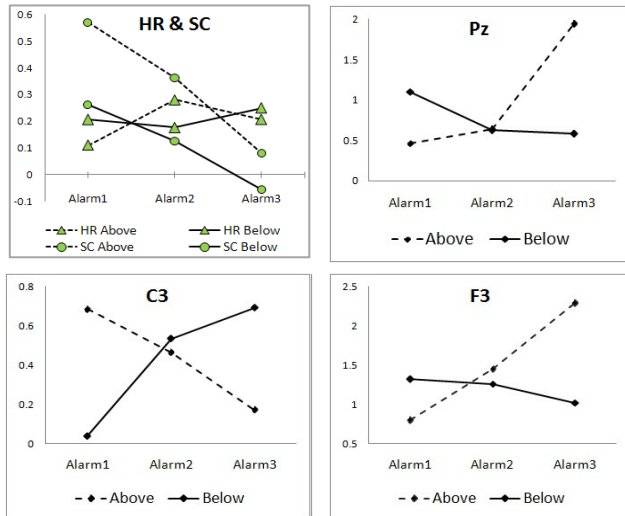 HR & SC
0.6
0.5
0.4
0.3
0.2
0.1
0
-0.1
Alarm1 Alarm2 Alarm3
HR Above HR Below
SC Above SC Below
Pz
2
1.5
1
0.5
0
Alarm1 Alarm2 Alarm3
Above Below
C3
0.8
0.6
0.4
0.2
0
Alarm1 Alarm2 Alarm3
Above Below
F3
2.5
2
1.5
1
0.5
Alarm1 Alarm2 Alarm3
Above Below